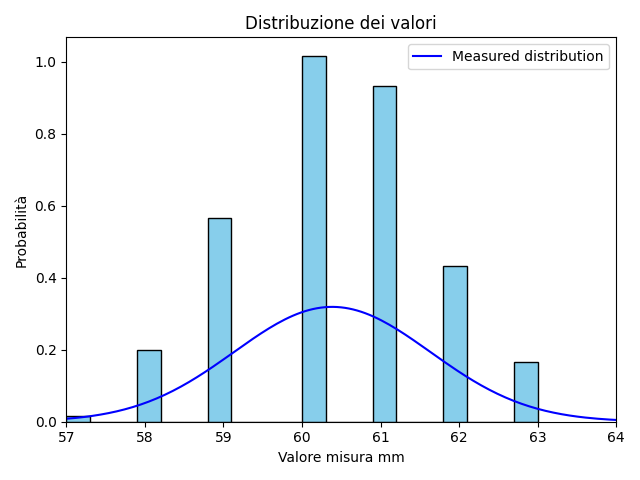 Distribuzione dei valori
Measured distribution
1.0
0.8
0.6
0.4
0.2
0.0
Probabilità
57 58 59 60 61 62 63 64
Valore misura mm